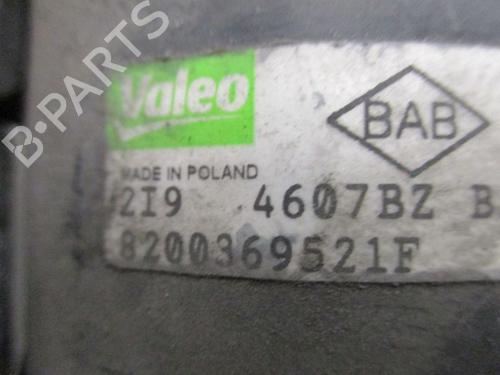 Valeo
BAB
MADE IN POLAND
2I9 4607BZ B
8200369521F
B-PARTS